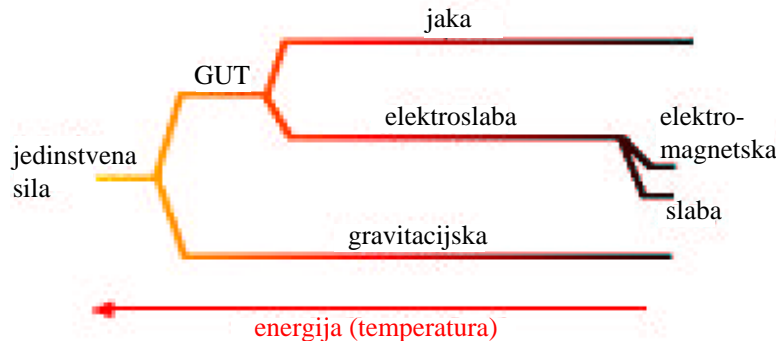 jaka
GUT
elektroslaba
elektro-
magnetska
jedinstvena
sila
slaba
gravitacijska
energija (temperatura)